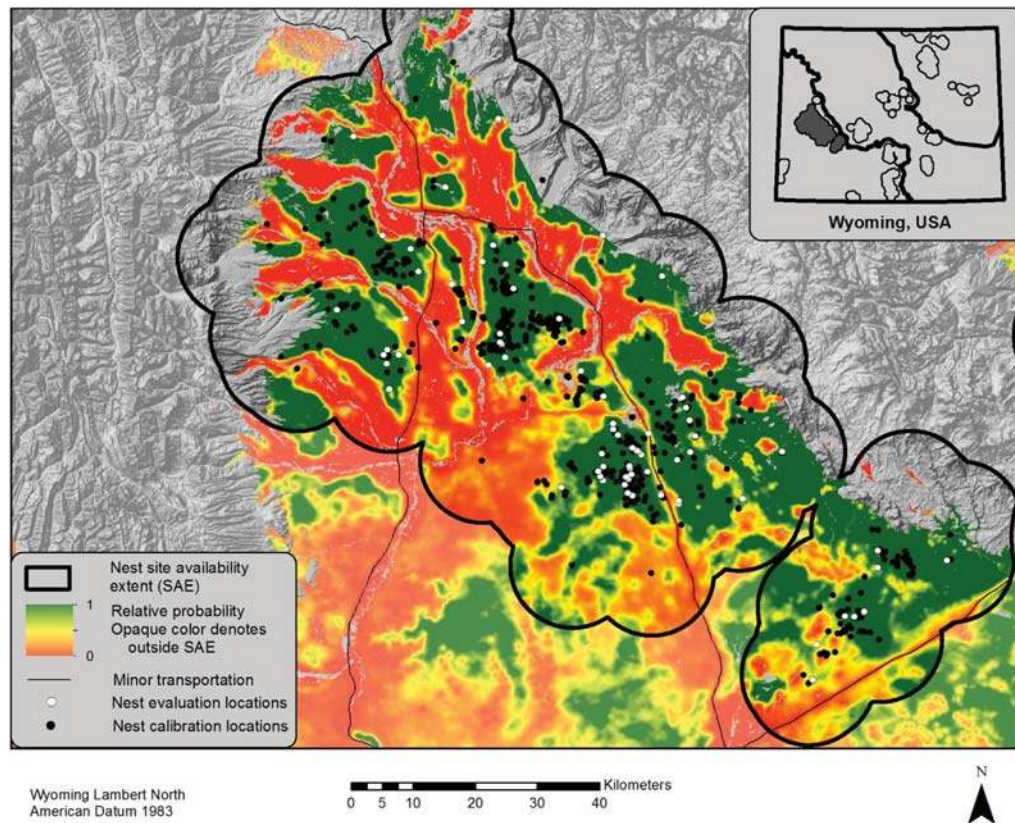 Wyoming, USA
Nest site availability
extent (SAE)
1
Relative probability
Opaque color denotes
outside SAE
0
Minor transportation
Nest evaluation locations
Nest calibration locations
Wyoming Lambert North
American Datum 1983
Kilometers
0 5 10 20 30 40
N